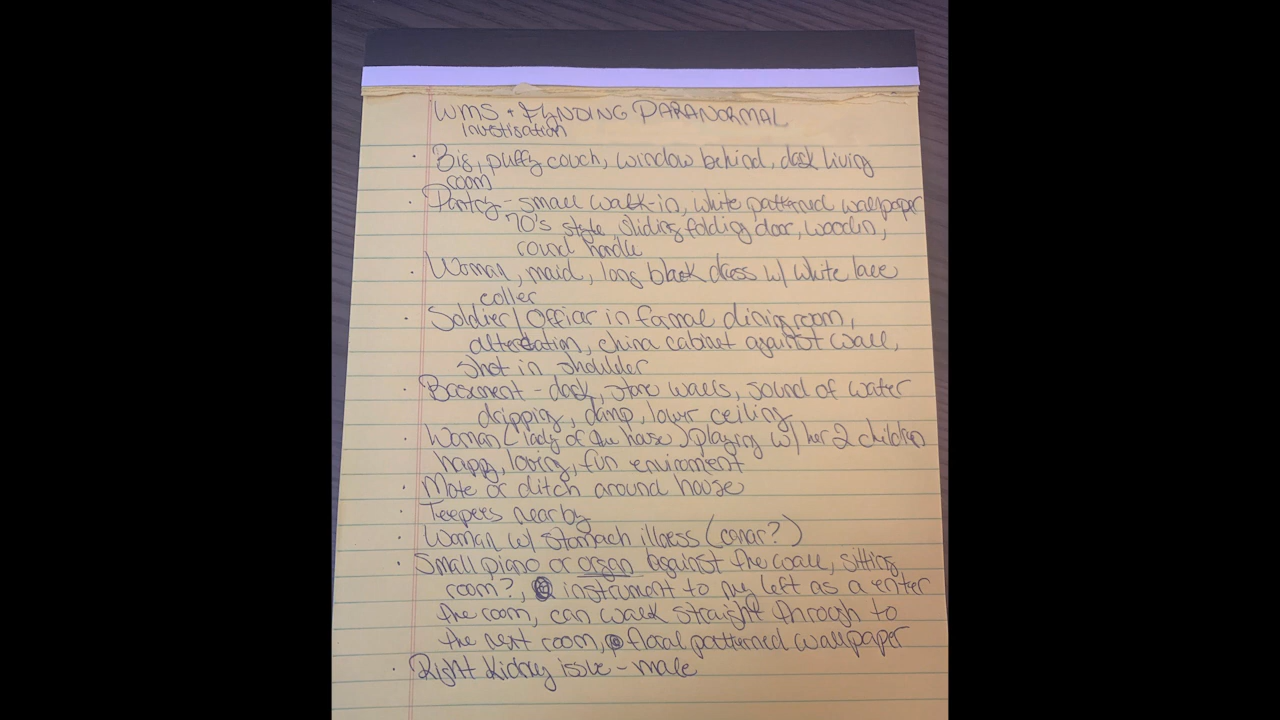 WMS + FYNDING PARANORMAL
Investigation
· Big, puffy couch, window behind, dark living
room
· Pantry - small walk-in, white patterned wallpaper
70's style, sliding folding door, wooden,
round handle
· Woman, maid, long black dress w/ white lace
coller
· Soldier/Officer in formal dining room,
altercation, china cabinet against wall,
shot in shoulder
· Basement - dark, stone walls, sound of water
dripping, damp, lower ceiling
· Woman (lady of the house) playing w/ her 2 children
happy, loving, fun enviroment
· Mote or ditch around house
· Teepees nearby
· Woman w/ stomach illness (cancer?)
· Small piano or organ against the wall, sitting
room?, instrument to my left as a enter
the room, can walk straight through to
the next room, floral patterned wallpaper
· Right Kidney issue - male